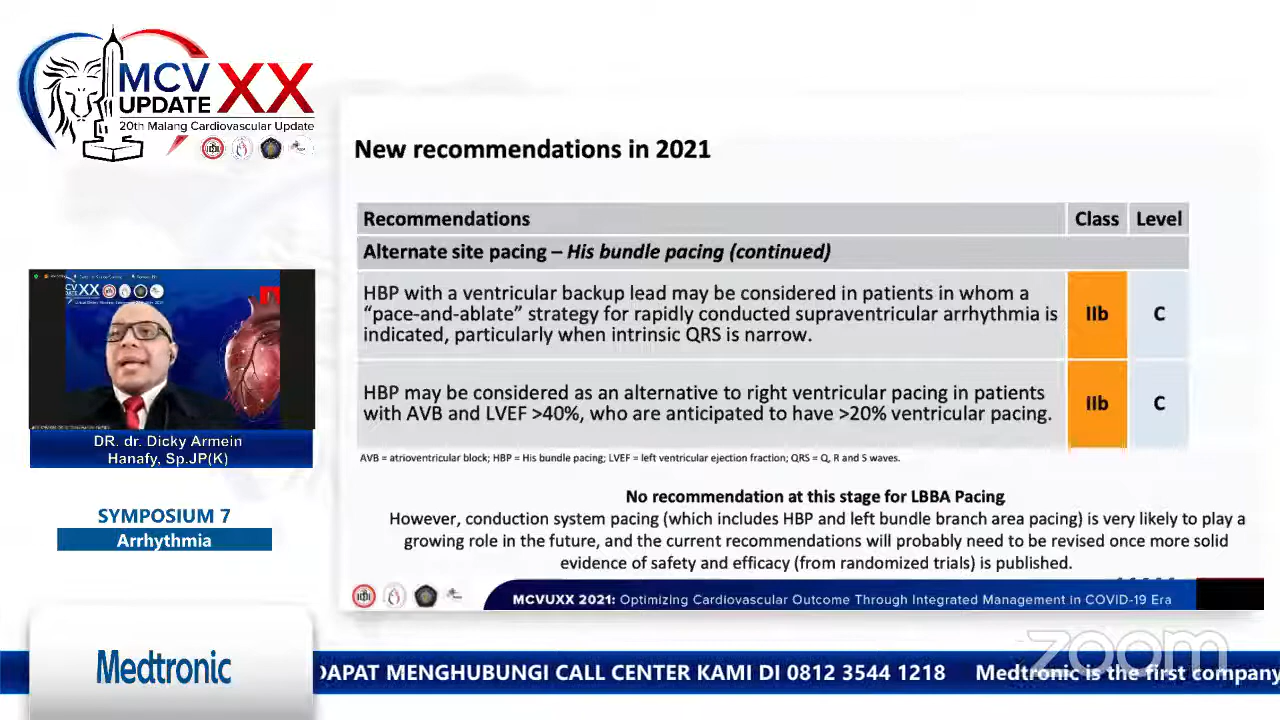 MCV XX
UPDATE
20th Malang Cardiovascular Update
New recommendations in 2021
Recommendations Class Level
Alternate site pacing – His bundle pacing (continued)
HBP with a ventricular backup lead may be considered in patients in whom a
“pace-and-ablate” strategy for rapidly conducted supraventricular arrhythmia is
indicated, particularly when intrinsic QRS is narrow.
IIb C
HBP may be considered as an alternative to right ventricular pacing in patients
with AVB and LVEF >40%, who are anticipated to have >20% ventricular pacing.
IIb C
AVB = atrioventricular block; HBP = His bundle pacing; LVEF = left ventricular ejection fraction; QRS = Q, R and S waves.
No recommendation at this stage for LBBA Pacing
However, conduction system pacing (which includes HBP and left bundle branch area pacing) is very likely to play a
growing role in the future, and the current recommendations will probably need to be revised once more solid
evidence of safety and efficacy (from randomized trials) is published.
MCVUXX 2021: Optimizing Cardiovascular Outcome Through Integrated Management in COVID-19 Era
XX
DR. dr. Dicky Armein
Hanafy, Sp.JP(K)
SYMPOSIUM 7
Arrhythmia
Medtronic
DAPAT MENGHUBUNGI CALL CENTER KAMI DI 0812 3544 1218 Medtronic is the first company
zoom